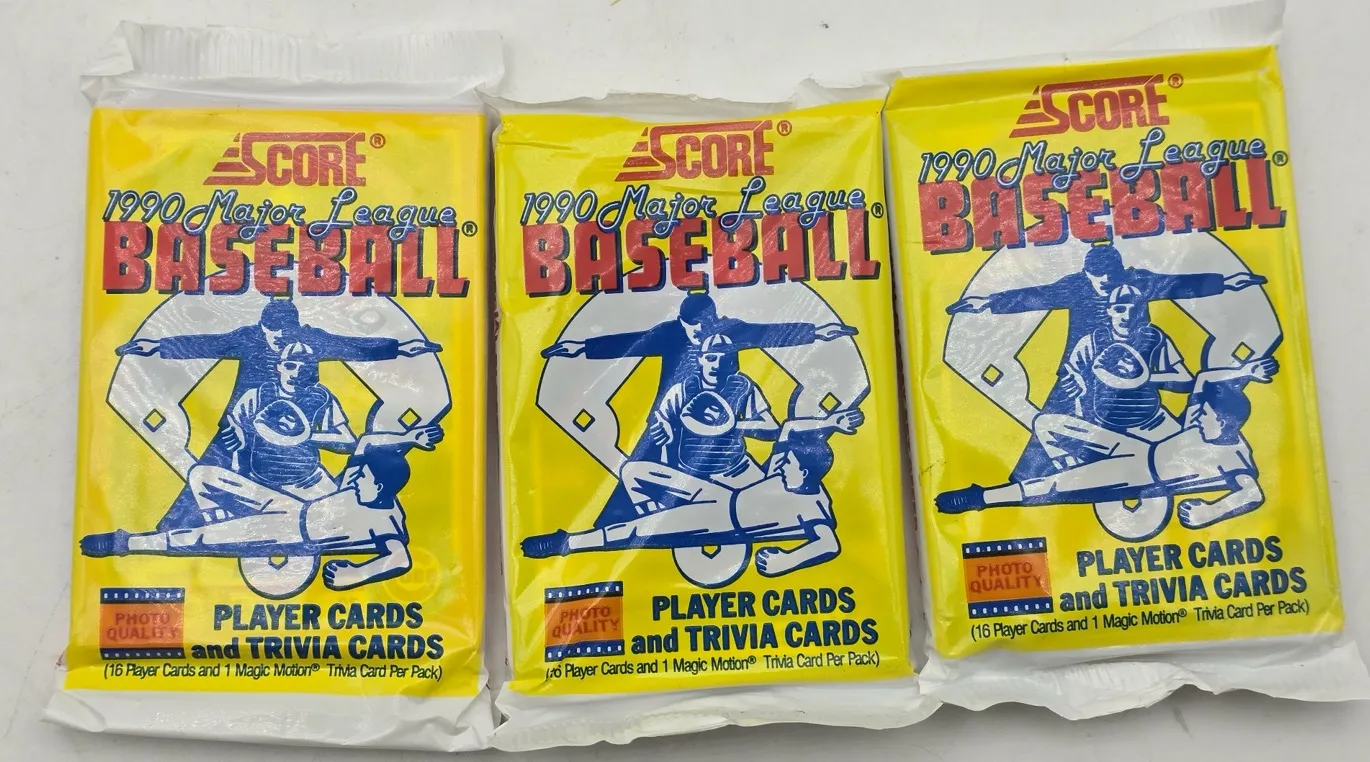 SCORE®
1990 Major League
BASEBALL®
PHOTO
QUALITY
PLAYER CARDS
and TRIVIA CARDS
(16 Player Cards and 1 Magic Motion® Trivia Card Per Pack)
SCORE®
1990 Major League
BASEBALL®
PHOTO
QUALITY
PLAYER CARDS
and TRIVIA CARDS
(16 Player Cards and 1 Magic Motion® Trivia Card Per Pack)
SCORE®
1990 Major League
BASEBALL®
PHOTO
QUALITY
PLAYER CARDS
and TRIVIA CARDS
(16 Player Cards and 1 Magic Motion® Trivia Card Per Pack)